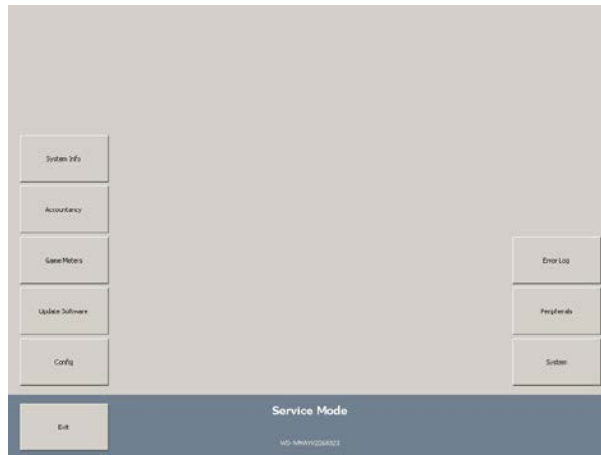 System Info
Accountancy
Game Meters
Error Log
Update Software
Peripherals
Config
System
Exit
Service Mode